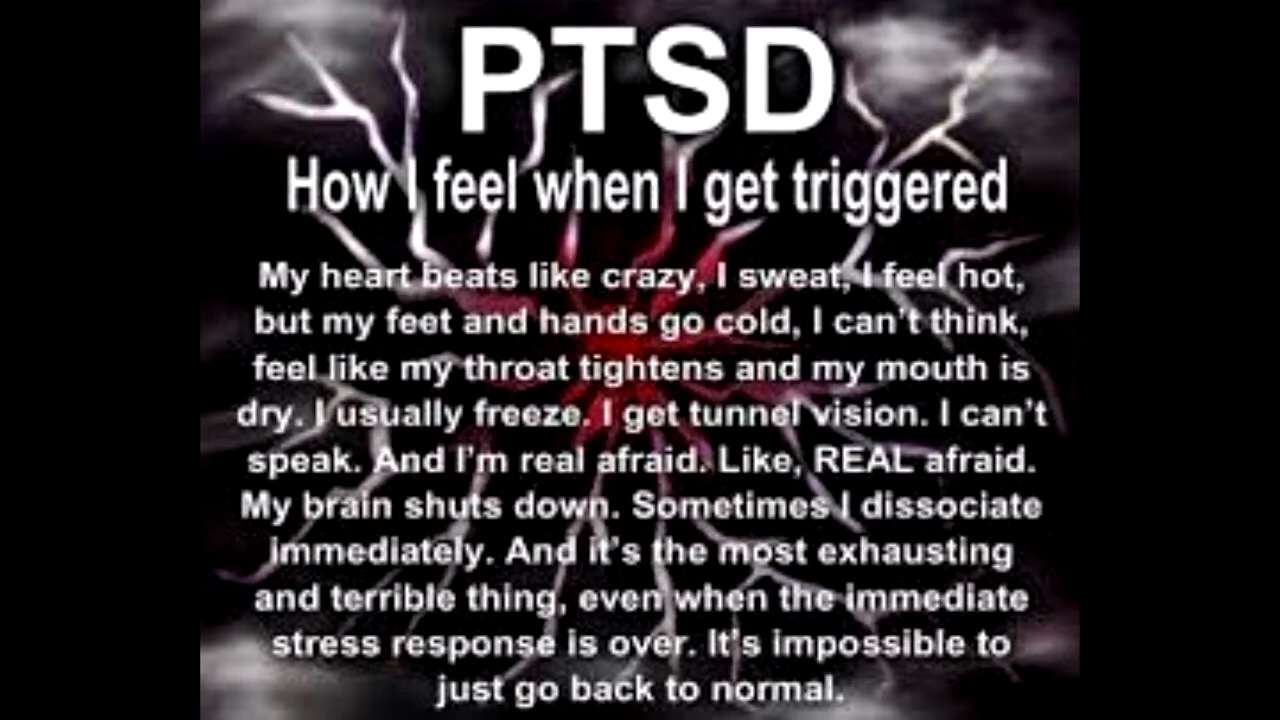 PTSD
How I feel when I get triggered
My heart beats like crazy, I sweat, I feel hot,
but my feet and hands go cold, I can't think,
feel like my throat tightens and my mouth is
dry. I usually freeze. I get tunnel vision. I can't
speak. And I'm real afraid. Like, REAL afraid.
My brain shuts down. Sometimes I dissociate
immediately. And it's the most exhausting
and terrible thing, even when the immediate
stress response is over. It's impossible to
just go back to normal.